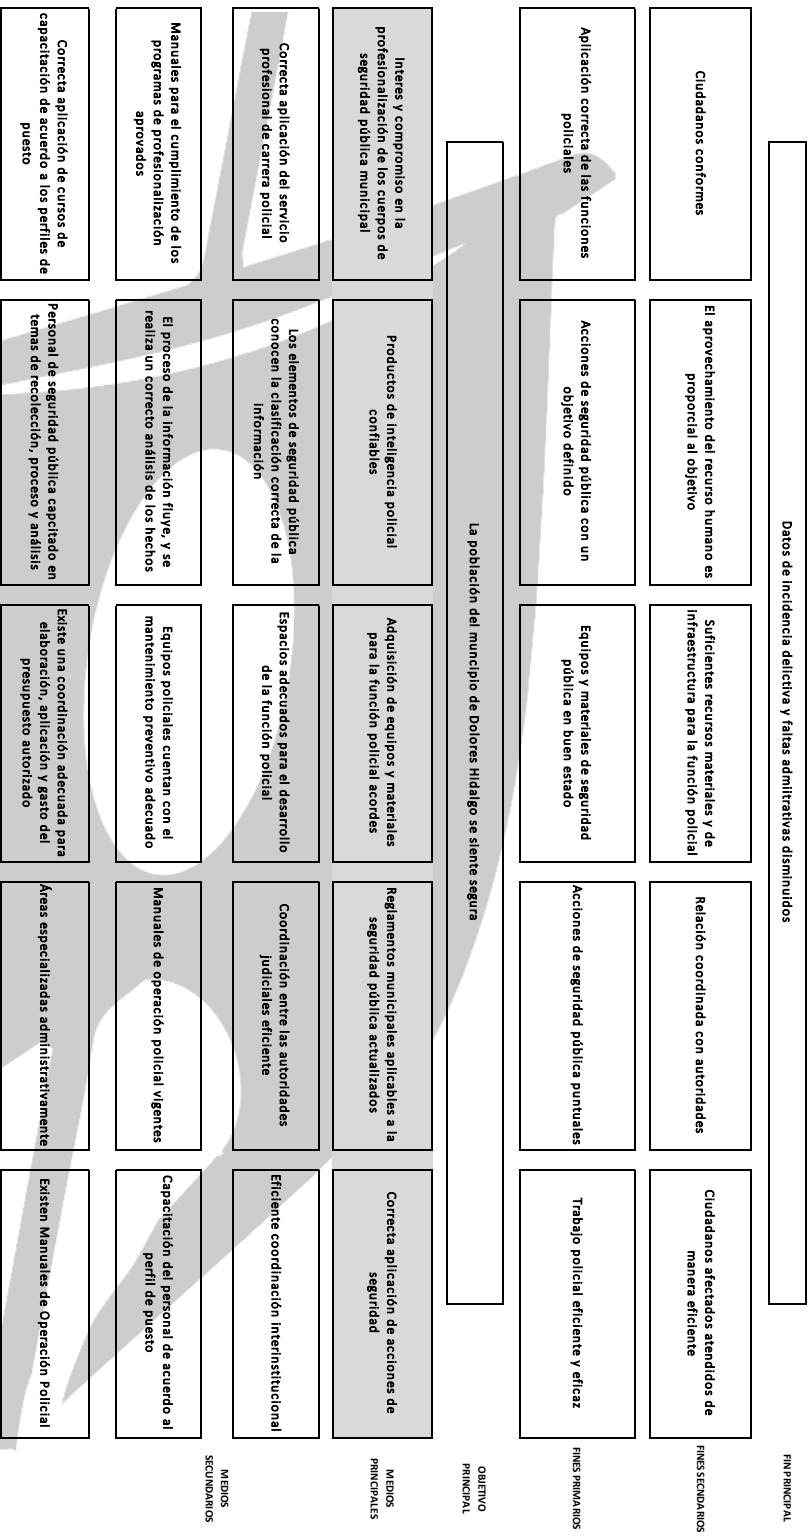 Datos de incidencia delictiva y faltas admiitrativas disminuidos
FIN PRINCIPAL
Ciudadanos conformes
El aprovechamiento del recurso humano es
proporcial al objetivo
Suficientes recursos materiales y de
infraestructura para la función policial
Relación coordinada con autoridades
Ciudadanos afectados atendidos de
manera eficiente
FINES SECNDARIOS
Aplicación correcta de las funciones
policiales
Acciones de seguridad pública con un
objetivo definido
Equipos y materiales de seguridad
pública en buen estado
Acciones de seguridad pública puntuales
Trabajo policial eficiente y eficaz
FINES PRIMARIOS
La población del muncipio de Dolores Hidalgo se siente segura
OBJETIVO
PRINCIPAL
Interes y compromiso en la
profesionalización de los cuerpos de
seguridad pública municipal
Productos de inteligencia policial
confiables
Adquisición de equipos y materiales
para la función policial acordes
Reglamentos municipales aplicables a la
seguridad pública actualizados
Correcta aplicación de acciones de
seguridad
MEDIOS
PRINCIPALES
Correcta aplicación del servicio
profesional de carrera policial
Los elementos de seguridad pública
conocen la clasificación correcta de la
información
Espacios adecuados para el desarrollo
de la función policial
Coordinación entre las autoridades
judiciales eficiente
Eficiente coordinación interinstitucional
MEDIOS
SECUNDARIOS
Manuales para el cumplimiento de los
programas de profesionalización
aprovados
El proceso de la información fluye, y se
realiza un correcto análisis de los hechos
Equipos policiales cuentan con el
mantenimiento preventivo adecuado
Manuales de operación policial vigentes
Capacitación del personal de acuerdo al
perfil de puesto
Correcta aplicación de cursos de
capacitación de acuerdo a los perfiles de
puesto
Personal de seguridad pública capcitado en
temas de recolección, proceso y análisis
Existe una coordinación adecuada para
elaboración, aplicación y gasto del
presupuesto autorizado
Áreas especializadas administrativamente
Existen Manuales de Operación Policial